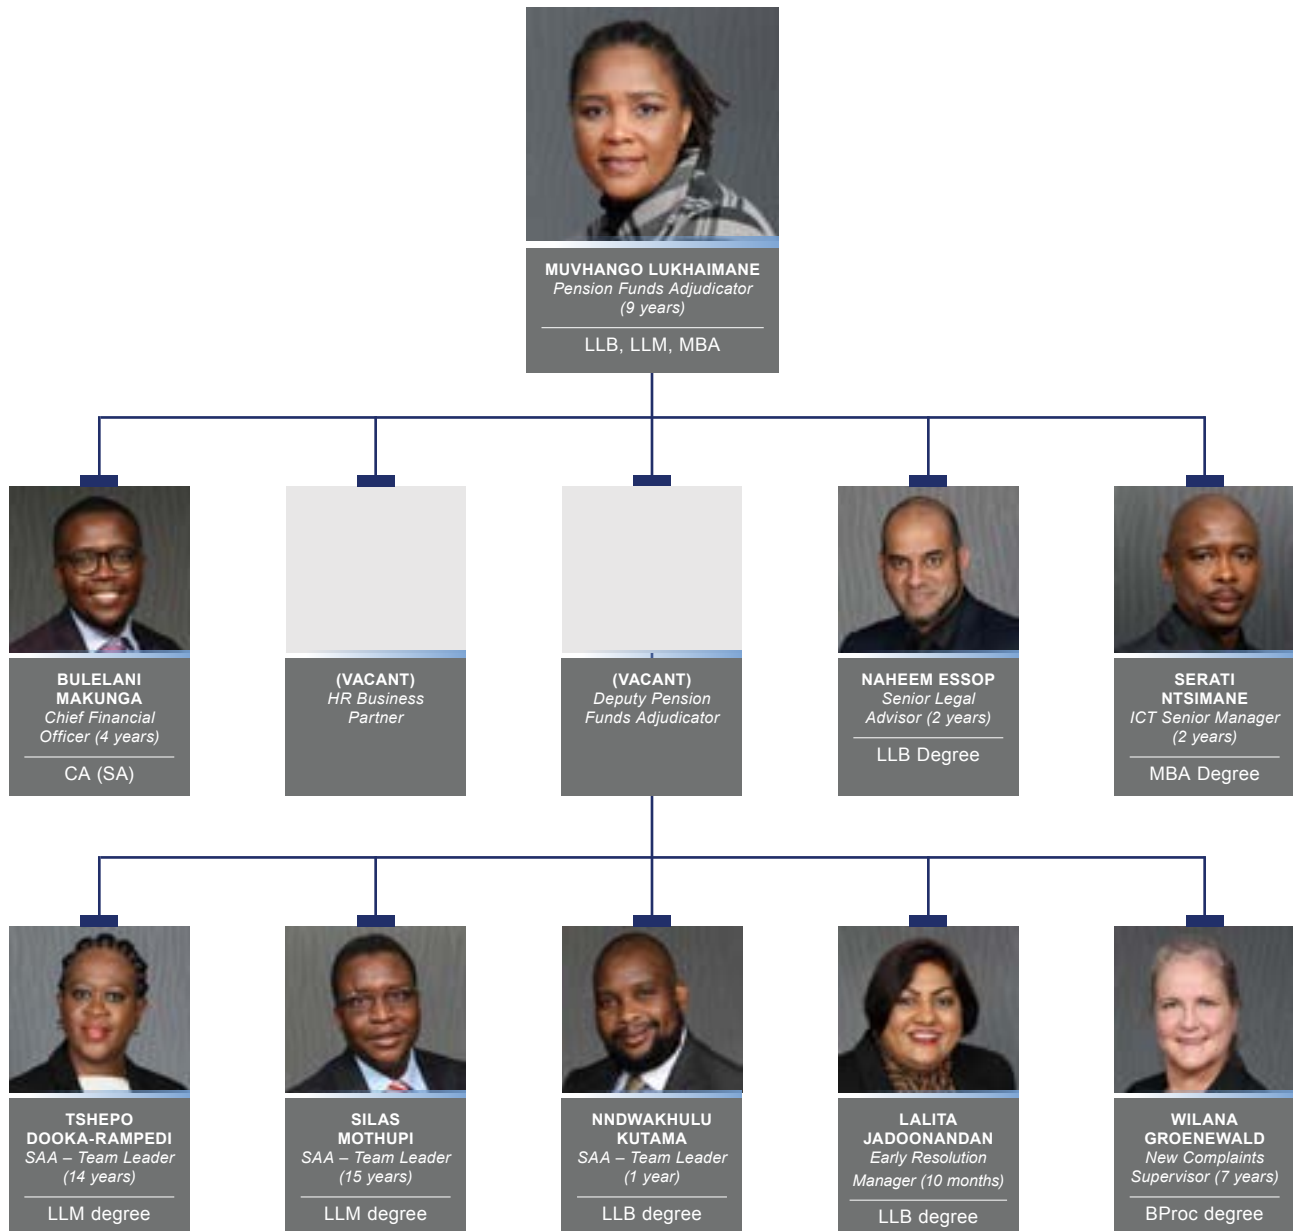 MUVHANGO LUKHAIMANE
Pension Funds Adjudicator
(9 years)
LLB, LLM, MBA
BULELANI
MAKUNGA
Chief Financial
Officer (4 years)
CA (SA)
(VACANT)
HR Business
Partner
(VACANT)
Deputy Pension
Funds Adjudicator
NAHEEM ESSOP
Senior Legal
Advisor (2 years)
LLB Degree
SERATI
NTSIMANE
ICT Senior Manager
(2 years)
MBA Degree
TSHEPO
DOOKA-RAMPEDI
SAA – Team Leader
(14 years)
LLM degree
SILAS
MOTHUPI
SAA – Team Leader
(15 years)
LLM degree
NNDWAKHULU
KUTAMA
SAA – Team Leader
(1 year)
LLB degree
LALITA
JADOONANDAN
Early Resolution
Manager (10 months)
LLB degree
WILANA
GROENEWALD
New Complaints
Supervisor (7 years)
BProc degree